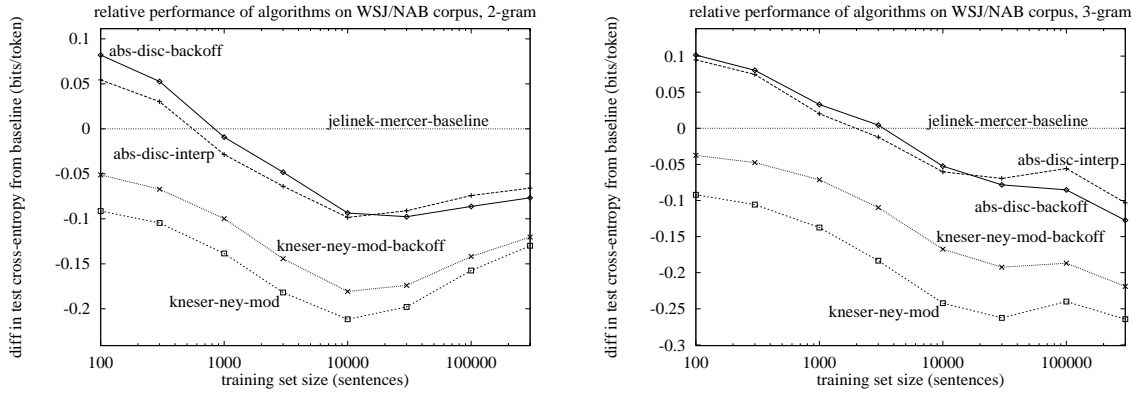 relative performance of algorithms on WSJ/NAB corpus, 2-gram
diff in test cross-entropy from baseline (bits/token)
0.1
0.05
0
-0.05
-0.1
-0.15
-0.2
abs-disc-backoff
jelinek-mercer-baseline
abs-disc-interp
kneser-ney-mod-backoff
kneser-ney-mod
100
1000
10000
100000
training set size (sentences)
relative performance of algorithms on WSJ/NAB corpus, 3-gram
diff in test cross-entropy from baseline (bits/token)
0.1
0.05
0
-0.05
-0.1
-0.15
-0.2
-0.25
-0.3
jelinek-mercer-baseline
abs-disc-interp
abs-disc-backoff
kneser-ney-mod-backoff
kneser-ney-mod
100
1000
10000
100000
training set size (sentences)